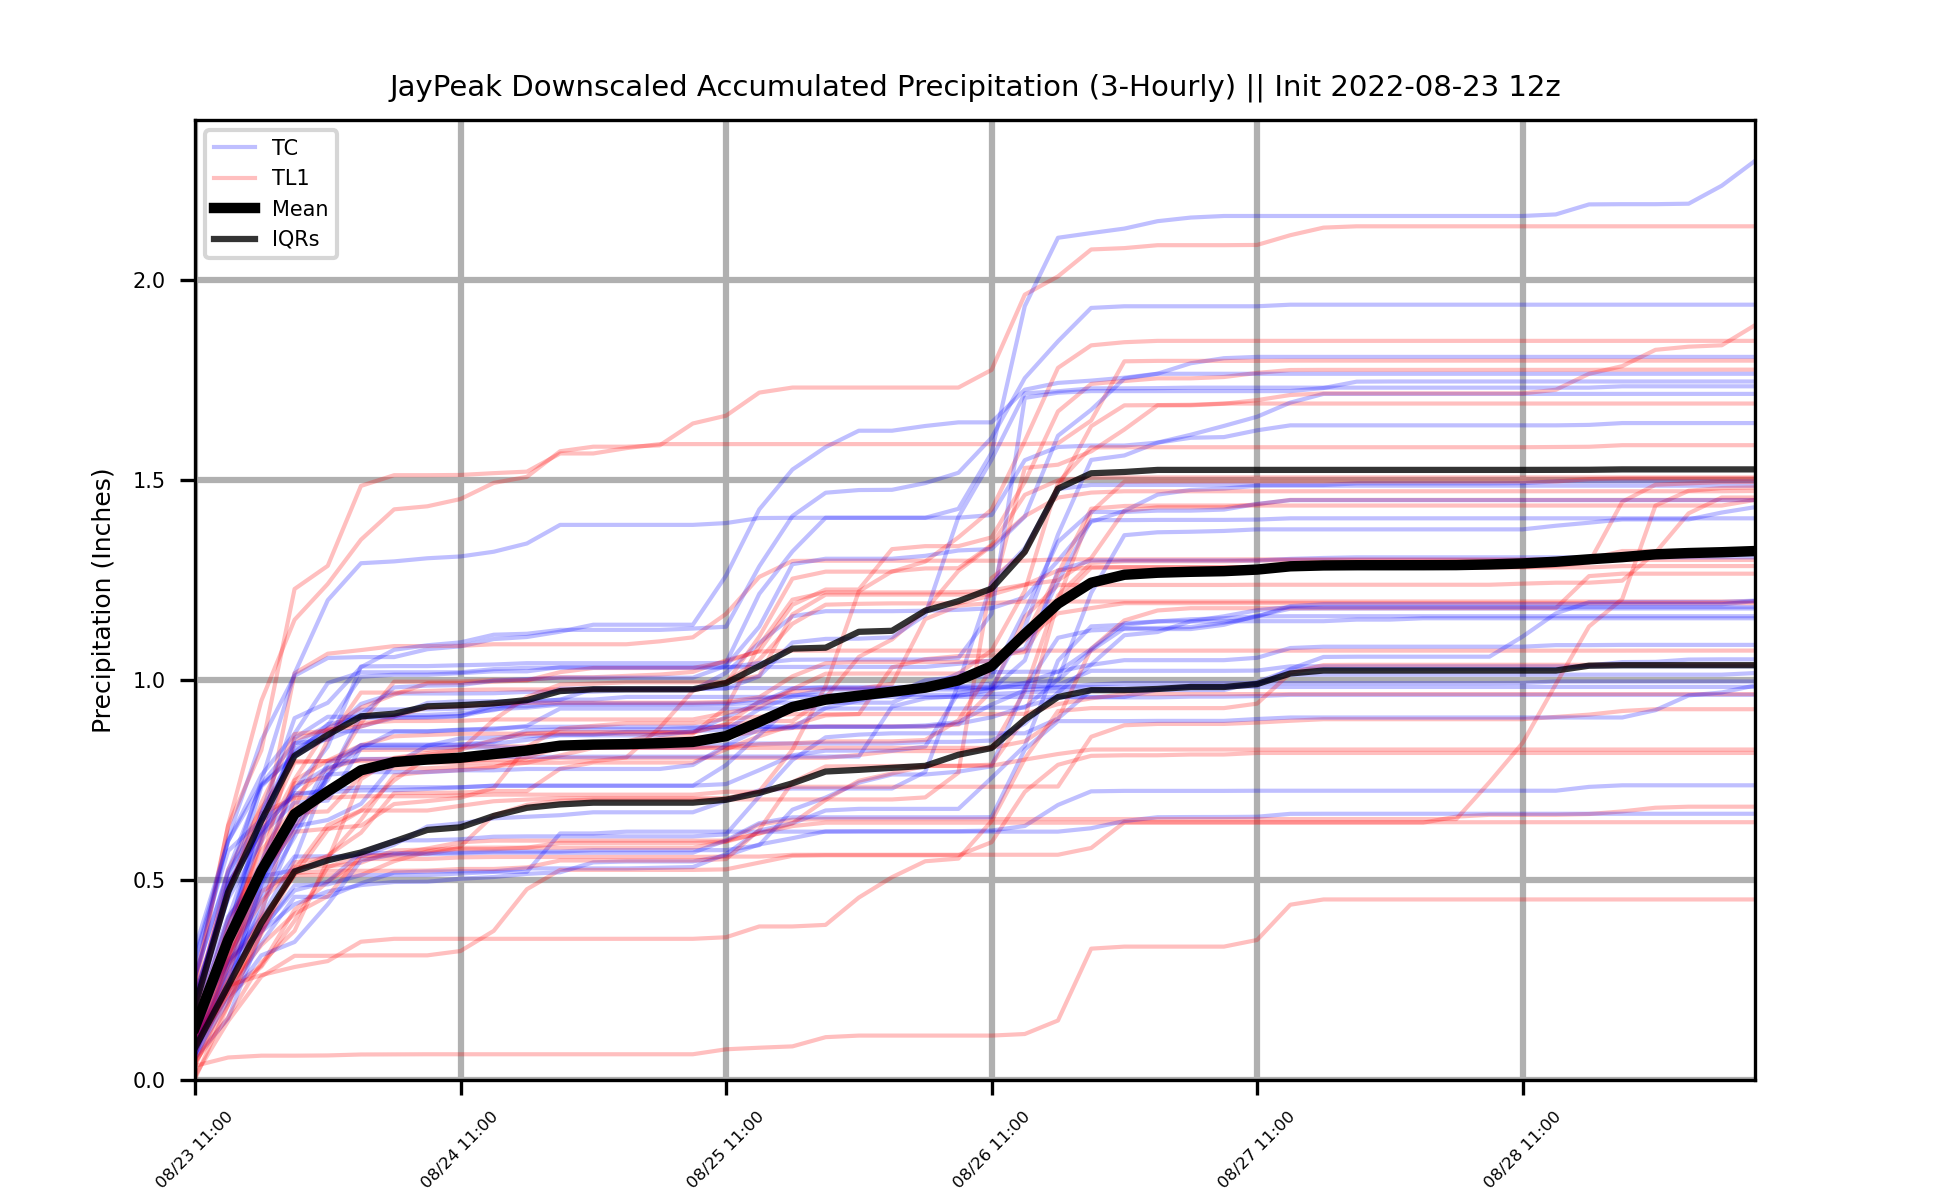 JayPeak Downscaled Accumulated Precipitation (3-Hourly) || Init 2022-08-23 12z
TC
TL1
Mean
IQRs
Precipitation (Inches)
2.0
1.5
1.0
0.5
0.0
08/23 11:00
08/24 11:00
08/25 11:00
08/26 11:00
08/27 11:00
08/28 11:00